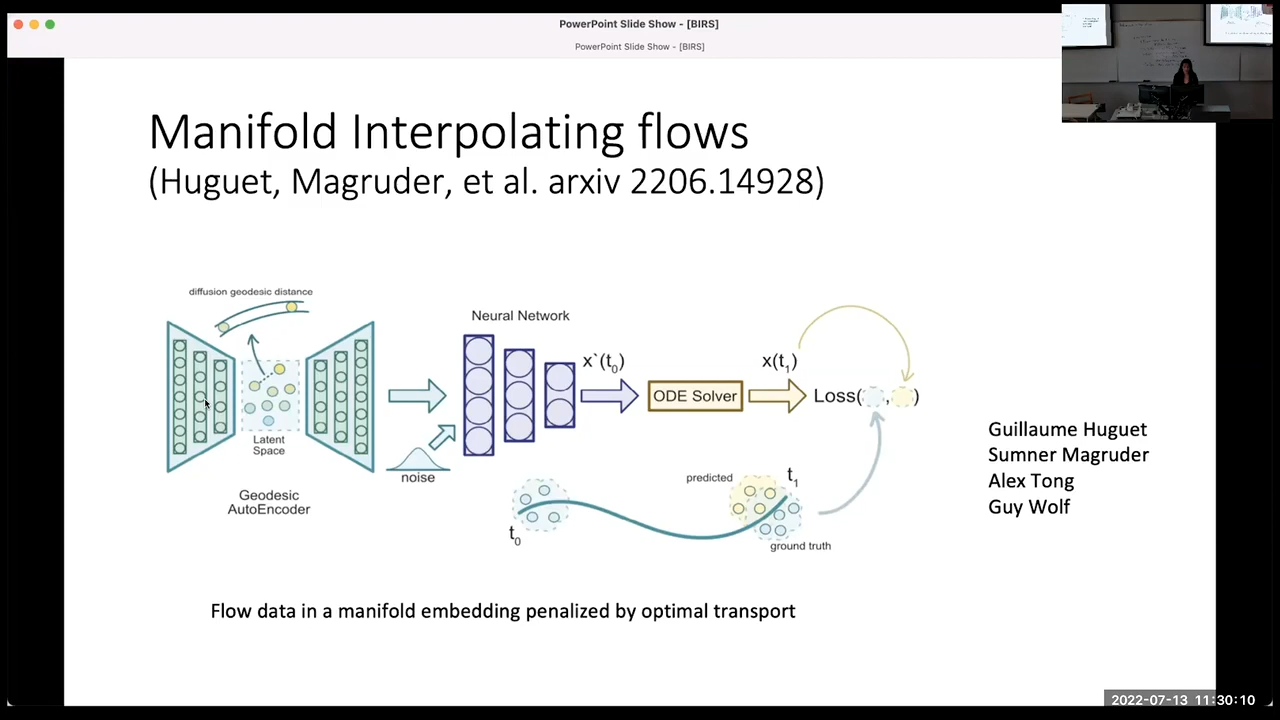 PowerPoint Slide Show - [BIRS]
PowerPoint Slide Show - [BIRS]
Manifold Interpolating flows
(Huguet, Magruder, et al. arxiv 2206.14928)
diffusion geodesic distance
Latent
Space
Geodesic
AutoEncoder
noise
Neural Network
x`(t0)
ODE Solver
x(t1)
Loss( , )
t0
predicted
t1
ground truth
Guillaume Huguet
Sumner Magruder
Alex Tong
Guy Wolf
Flow data in a manifold embedding penalized by optimal transport
2022-07-13 11:30:10